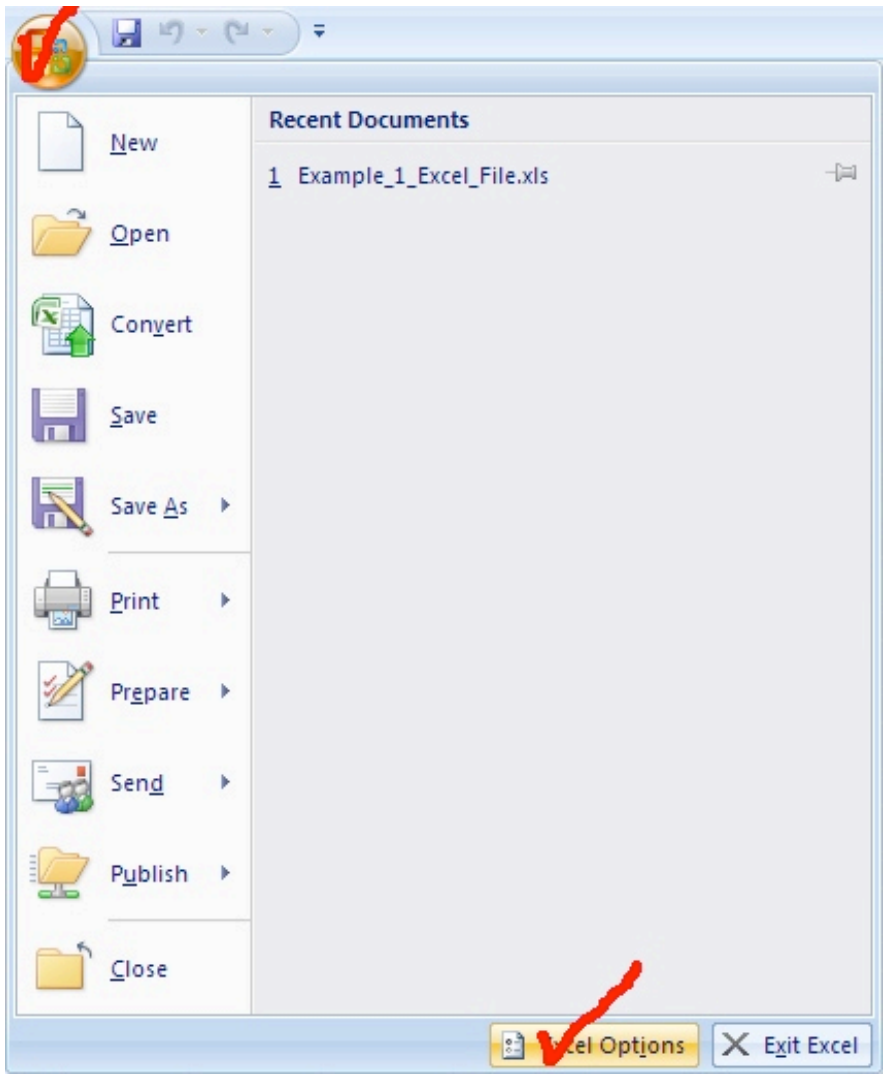 Recent Documents
New
1 Example_1_Excel_File.xls
Open
Convert
Save
Save As
Print
Prepare
Send
Publish
Close
Excel Options
Exit Excel